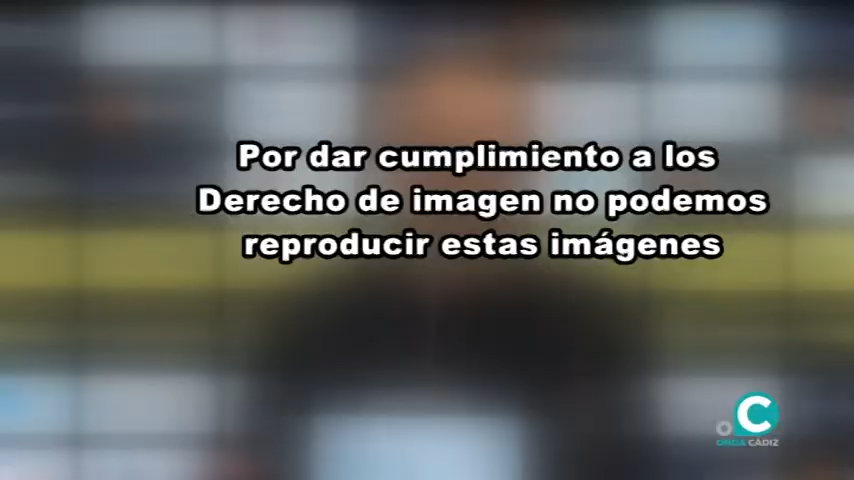 Por dar cumplimiento a los
Derecho de imagen no podemos
reproducir estas imágenes
O C
ONDA CÁDIZ